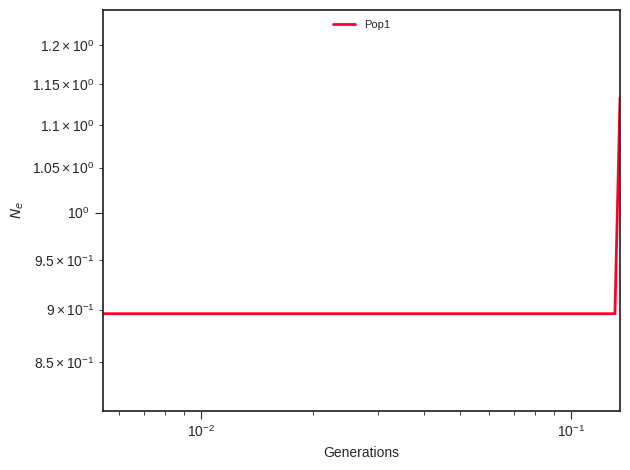 Pop1
1.2 × 10⁰
1.15 × 10⁰
1.1 × 10⁰
1.05 × 10⁰
10⁰
9.5 × 10⁻¹
9 × 10⁻¹
8.5 × 10⁻¹
Nₑ
10⁻² 10⁻¹
Generations